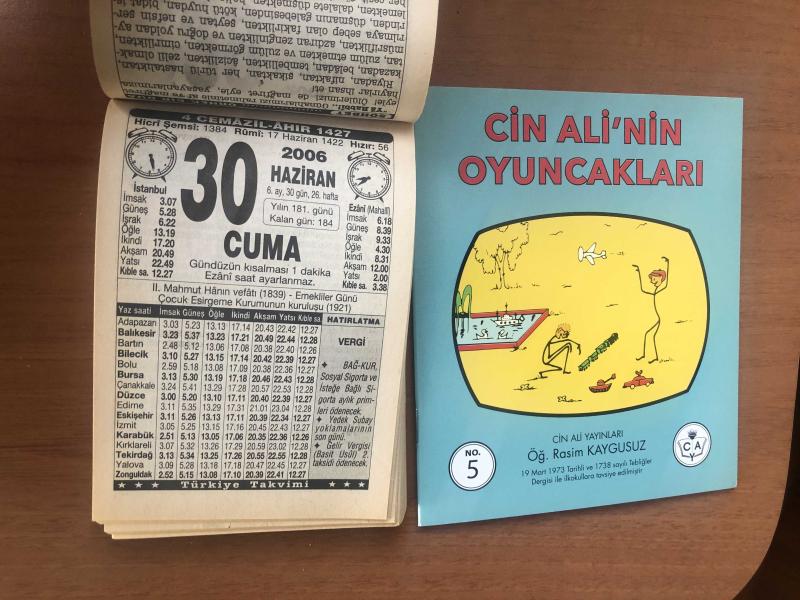 4 CEMÂZİL-ÂHIR 1427
Hicrî Şemsî: 1384 Rûmî: 17 Haziran 1422 Hızır: 56
30
2006
HAZİRAN
6. ay, 30 gün, 26. hafta
Yılın 181. günü
Kalan gün: 184
CUMA
İstanbul
İmsak 3.07
Güneş 5.28
İşrak 6.22
Öğle 13.19
İkindi 17.20
Akşam 20.49
Yatsı 22.49
Kıble sa. 12.27
Ezânî (Mahallî)
İmsak 6.18
Güneş 8.39
İşrak 9.33
Öğle 4.30
İkindi 8.31
Akşam 12.00
Yatsı 2.00
Kıble sa. 3.38
Gündüzün kısalması 1 dakika
Ezânî saat ayarlanmaz.
II. Mahmut Hânın vefâtı (1839) - Emekliler Günü
Çocuk Esirgeme Kurumunun kuruluşu (1921)
Yaz saati İmsak Güneş Öğle İkindi Akşam Yatsı Kıble sa.
Adapazarı 3.03 5.23 13.13 17.14 20.43 22.42 12.27
Balıkesir 3.23 5.37 13.23 17.21 20.49 22.44 12.28
Bartın 2.48 5.12 13.06 17.08 20.38 22.40 12.26
Bilecik 3.10 5.27 13.15 17.14 20.42 22.39 12.27
Bolu 2.59 5.18 13.08 17.09 20.38 22.36 12.27
Bursa 3.13 5.30 13.19 17.18 20.46 22.43 12.28
Çanakkale 3.24 5.41 13.29 17.28 20.57 22.53 12.28
Düzce 3.00 5.20 13.10 17.11 20.40 22.39 12.27
Edirne 3.11 5.35 13.29 17.31 21.01 23.04 12.28
Eskişehir 3.11 5.26 13.13 17.11 20.39 22.34 12.27
İzmit 3.05 5.25 13.15 17.16 20.45 22.43 12.27
Karabük 2.51 5.13 13.05 17.06 20.35 22.36 12.26
Kırklareli 3.07 5.32 13.26 17.29 20.59 23.02 12.28
Tekirdağ 3.13 5.34 13.25 17.26 20.55 22.55 12.28
Yalova 3.09 5.28 13.18 17.18 20.47 22.45 12.27
Zonguldak 2.52 5.15 13.08 17.10 20.39 22.41 12.27
HATIRLATMA
VERGİ
✦ BAĞ-KUR,
Sosyal Sigorta ve
İsteğe Bağlı Si-
gorta aylık prim-
leri ödenecek.
✦ Yedek Subay
yoklamalarının
son günü.
✦ Gelir Vergisi
(Basit Usûl) 2.
taksidi ödenecek.
★ ★ ★ Türkiye Takvimi ★ ★ ★
CİN ALİ'NİN
OYUNCAKLARI
CİN ALİ YAYINLARI
Öğ. Rasim KAYGUSUZ
19 Mart 1973 Tarihli ve 1738 sayılı Tebliğler
Dergisi ile ilkokullara tavsiye edilmiştir
NO.
5
C A